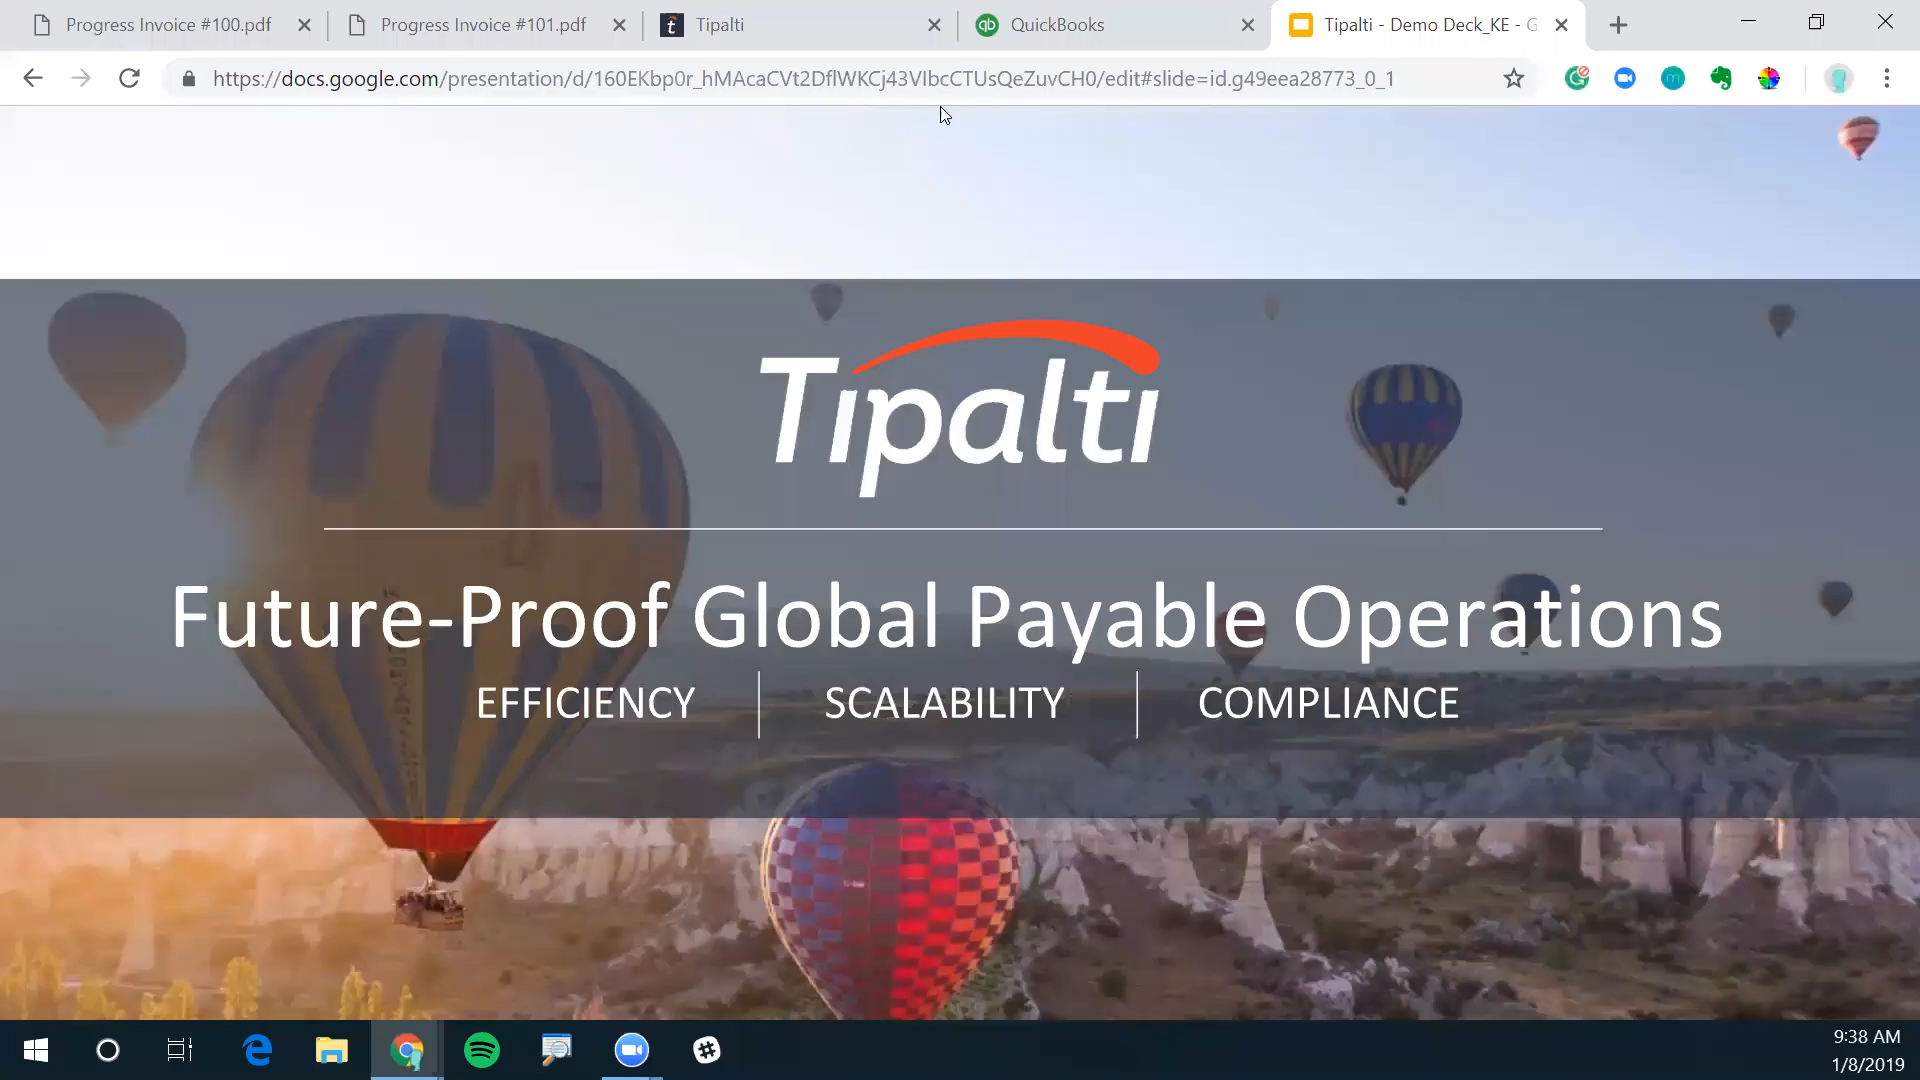 Progress Invoice #100.pdf
Progress Invoice #101.pdf
Tipalti
QuickBooks
Tipalti - Demo Deck_KE - G
https://docs.google.com/presentation/d/160EKbp0r_hMAcaCVt2DflWKCj43VIbcCTUsQeZuvCH0/edit#slide=id.g49eea28773_0_1
Tipalti
Future-Proof Global Payable Operations
EFFICIENCY
SCALABILITY
COMPLIANCE
9:38 AM
1/8/2019